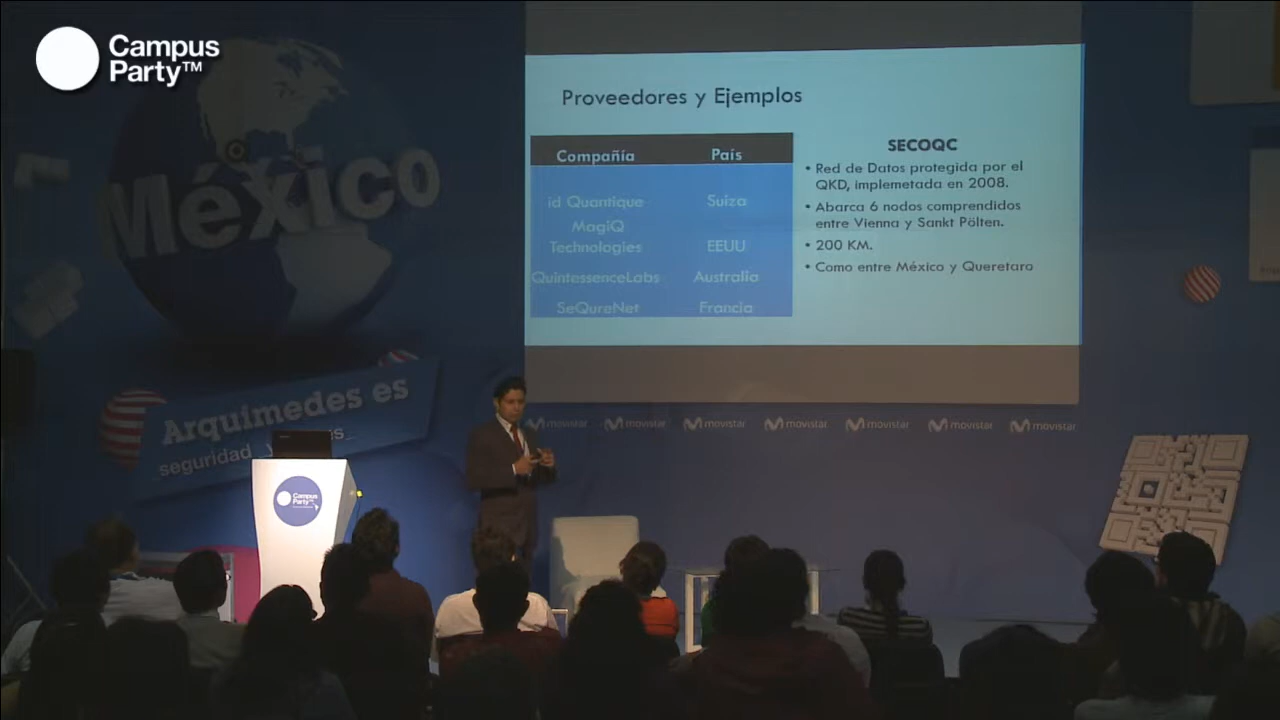 Campus
Party™
México
Arquimedes es
seguridad y
Campus
Party™
Proveedores y Ejemplos
Compañía País
id Quantique Suiza
MagiQ
Technologies EEUU
QuintessenceLabs Australia
SeQureNet Francia
SECOQC
• Red de Datos protegida por el
QKD, implemetada en 2008.
• Abarca 6 nodos comprendidos
entre Vienna y Sankt Pölten.
• 200 KM.
• Como entre México y Queretaro
movistar movistar movistar movistar movistar movistar movistar